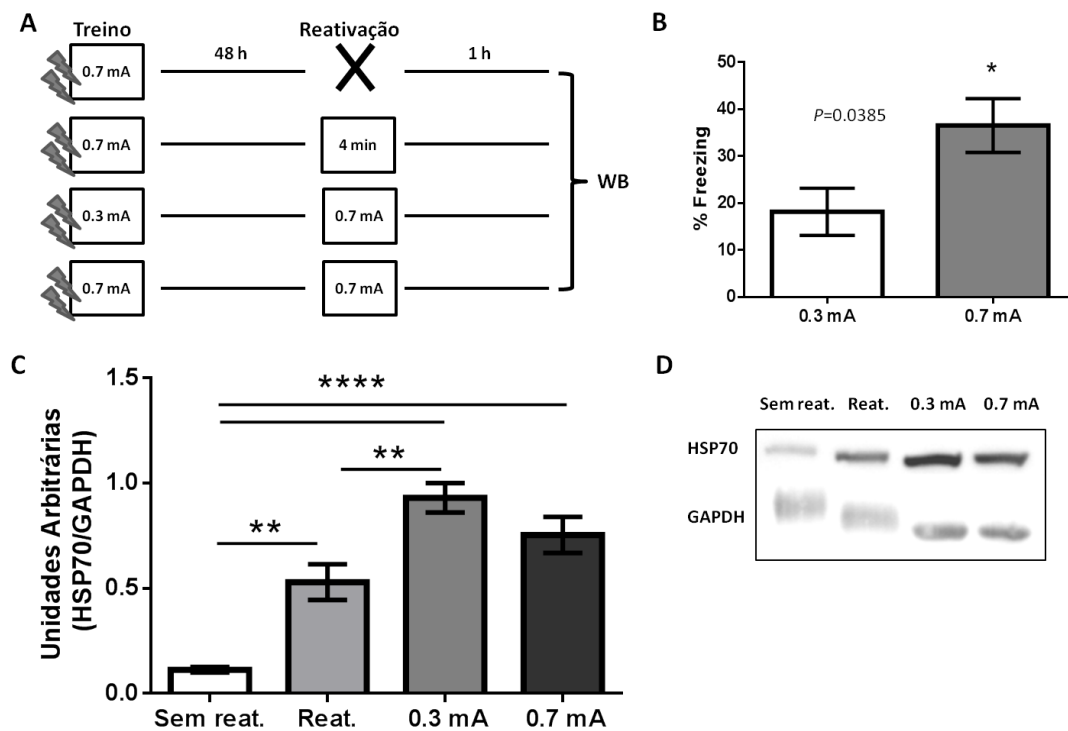 A
Treino
Reativação
48 h
1 h
0.7 mA
0.7 mA
4 min
0.3 mA
0.7 mA
0.7 mA
0.7 mA
WB
B
% Freezing
50
40
30
20
10
0
P=0.0385
*
0.3 mA
0.7 mA
C
Unidades Arbitrárias
(HSP70/GAPDH)
1.5
1.0
0.5
0.0
****
**
**
Sem reat.
Reat.
0.3 mA
0.7 mA
D
Sem reat.
Reat.
0.3 mA
0.7 mA
HSP70
GAPDH